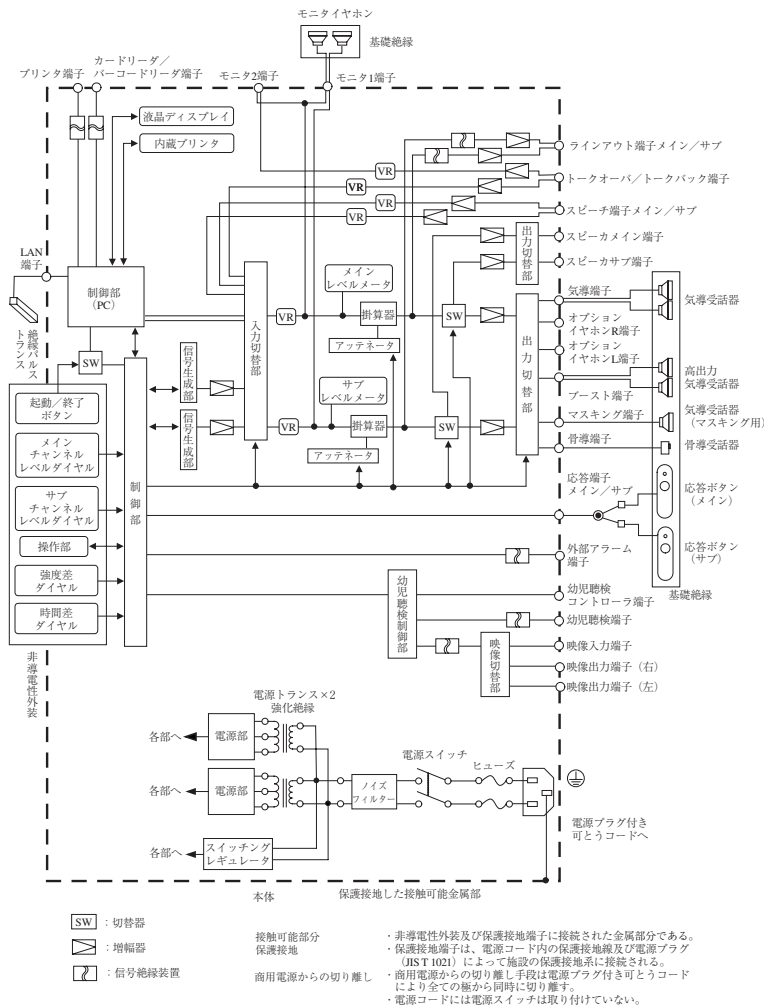 モニタイヤホン
基礎絶縁
カードリーダ／
バーコードリーダ端子
プリンタ端子
モニタ2端子
モニタ1端子
液晶ディスプレイ
内蔵プリンタ
ラインアウト端子メイン／サブ
VR
トークオーバ／トークバック端子
VR
VR
スピーチ端子メイン／サブ
VR
LAN
端子
制御部
(PC)
絶縁パルス
トランス
SW
入力切替部
メイン
レベルメータ
VR
掛算器
アッテネータ
SW
出力切替部
スピーカメイン端子
スピーカサブ端子
出力切替部
気導端子
気導受話器
オプション
イヤホンR端子
オプション
イヤホンL端子
高出力
気導受話器
ブースト端子
信号生成部
信号生成部
サブ
レベルメータ
VR
掛算器
アッテネータ
SW
マスキング端子
気導受話器
（マスキング用）
骨導端子
骨導受話器
起動／終了
ボタン
メイン
チャンネル
レベルダイヤル
サブ
チャンネル
レベルダイヤル
操作部
強度差
ダイヤル
時間差
ダイヤル
制御部
非導電性外装
応答端子
メイン／サブ
応答ボタン
（メイン）
応答ボタン
（サブ）
基礎絶縁
外部アラーム
端子
幼児聴検
コントローラ端子
幼児聴検制御部
幼児聴検端子
映像入力端子
映像切替部
映像出力端子（右）
映像出力端子（左）
電源トランス×2
強化絶縁
各部へ
電源部
各部へ
電源部
各部へ
スイッチング
レギュレータ
ノイズ
フィルター
電源スイッチ
ヒューズ
電源プラグ付き
可とうコードへ
本体
保護接地した接触可能金属部
SW：切替器
：増幅器
：信号絶縁装置
接触可能部分
保護接地
商用電源からの切り離し
・非導電性外装及び保護接地端子に接続された金属部分である。
・保護接地端子は、電源コード内の保護接地線及び電源プラグ
（JIS T 1021）によって施設の保護接地系に接続される。
・商用電源からの切り離し手段は電源プラグ付き可とうコード
により全ての極から同時に切り離す。
・電源コードには電源スイッチは取り付けていない。